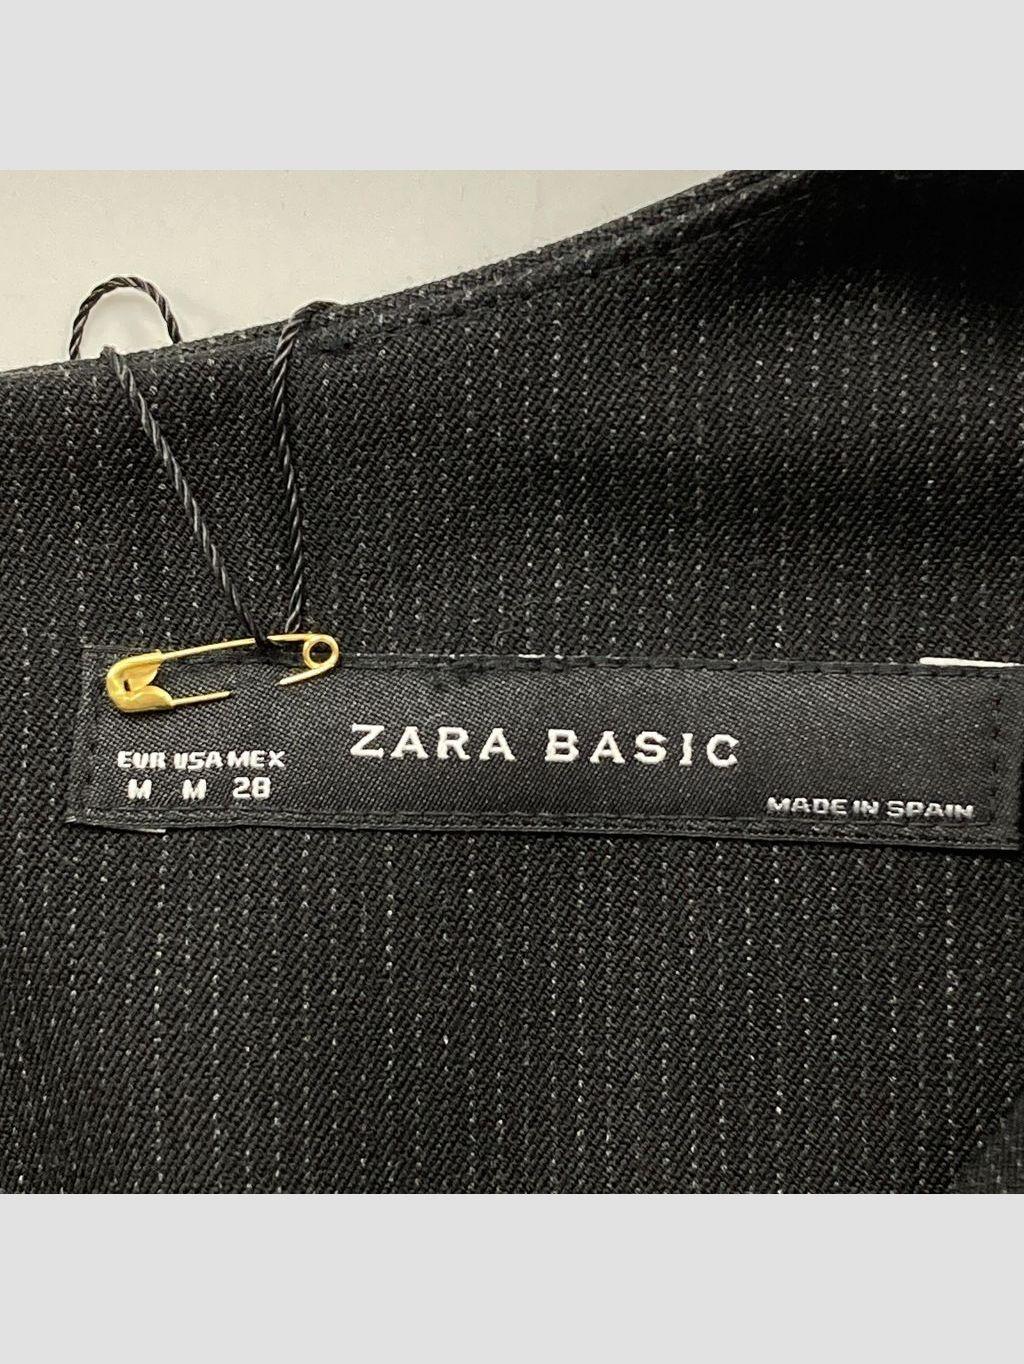 ZARA BASIC
EUR USA MEX
M M 28
MADE IN SPAIN